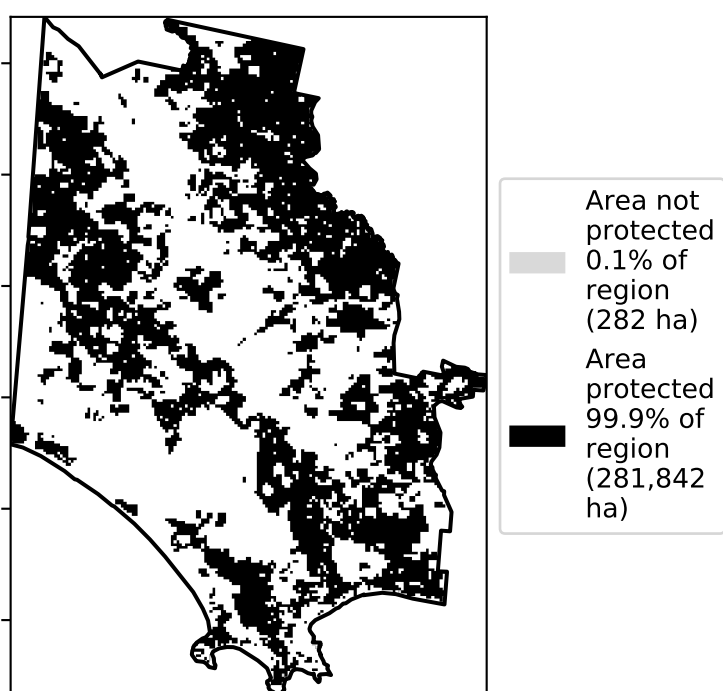 Area not
protected
0.1% of
region
(282 ha)
Area
protected
99.9% of
region
(281,842
ha)